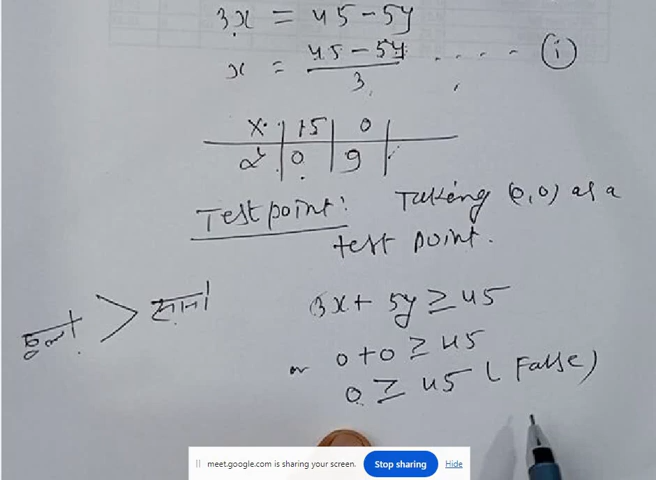 3x = 45 - 5y
x = 45 - 5y / 3 ..... (i)
x 15 0
y 0 9
Test point: Taking (0,0) as a
test point.
3x + 5y ≥ 45
ठूलो > सानो
or 0 + 0 ≥ 45
0 ≥ 45 (False)
meet.google.com is sharing your screen. Stop sharing Hide